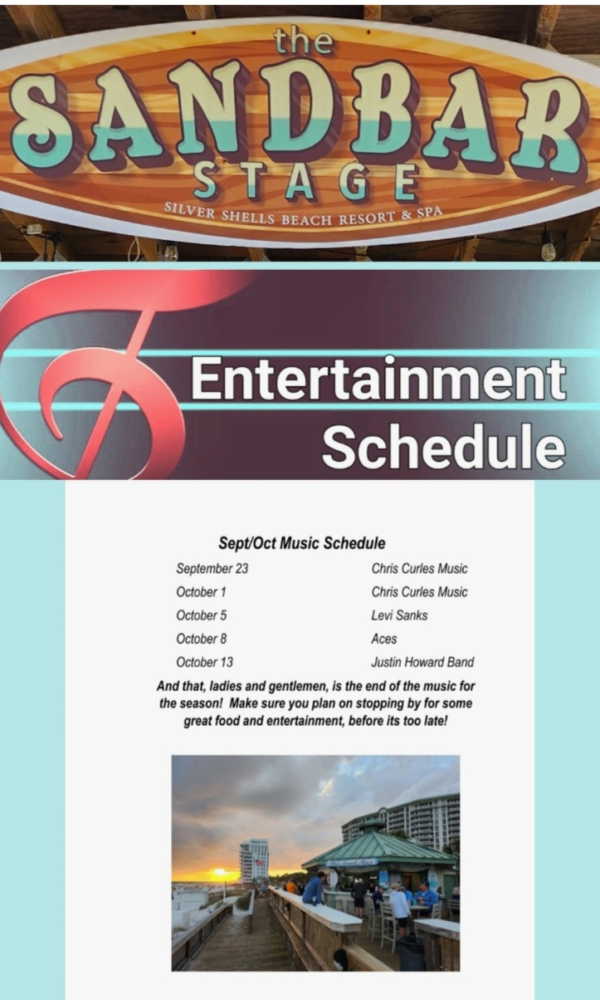 the
SANDBAR
STAGE
SILVER SHELLS BEACH RESORT & SPA
Entertainment
Schedule
Sept/Oct Music Schedule
September 23 Chris Curles Music
October 1 Chris Curles Music
October 5 Levi Sanks
October 8 Aces
October 13 Justin Howard Band
And that, ladies and gentlemen, is the end of the music for
the season! Make sure you plan on stopping by for some
great food and entertainment, before its too late!